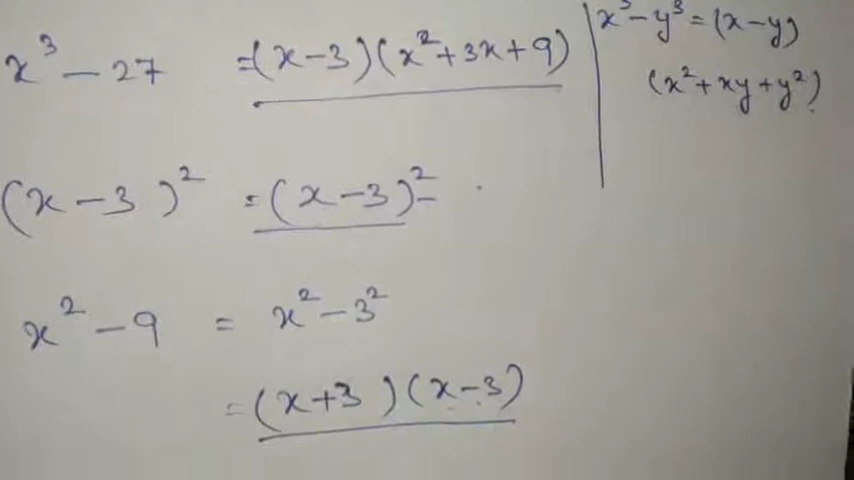 x³ - 27 = (x-3)(x²+3x+9)
x³-y³ = (x-y)
(x²+xy+y²)
(x-3)² = (x-3)²
x² - 9 = x² - 3²
= (x+3)(x-3)